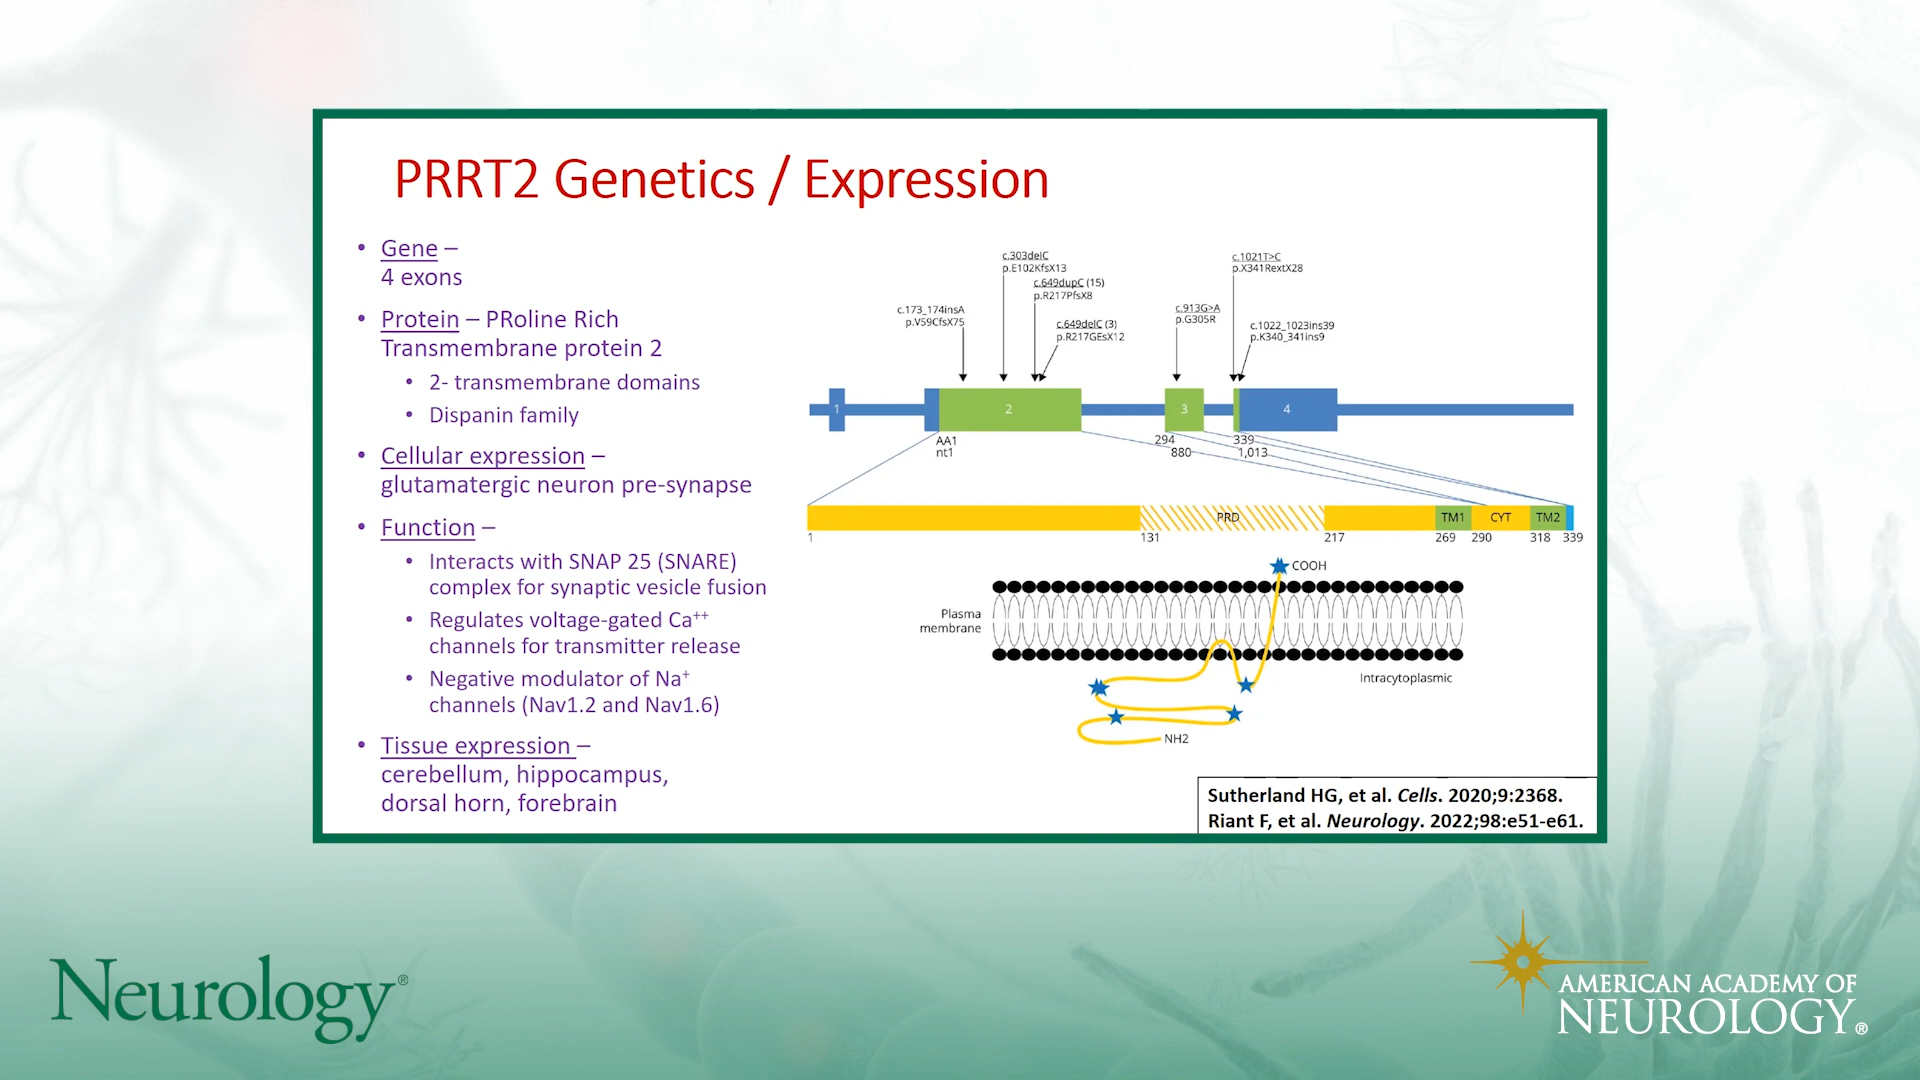 PRRT2 Genetics / Expression
• Gene –
4 exons
• Protein – PRoline Rich
Transmembrane protein 2
• 2- transmembrane domains
• Dispanin family
• Cellular expression –
glutamatergic neuron pre-synapse
• Function –
• Interacts with SNAP 25 (SNARE)
complex for synaptic vesicle fusion
• Regulates voltage-gated Ca⁺⁺
channels for transmitter release
• Negative modulator of Na⁺
channels (Nav1.2 and Nav1.6)
• Tissue expression –
cerebellum, hippocampus,
dorsal horn, forebrain
c.173_174insA
p.V59CfsX75
c.303delC
p.E102KfsX13
c.649dupC (15)
p.R217PfsX8
c.649delC (3)
p.R217GEsX12
c.913G>A
p.G305R
c.1021T>C
p.X341RextX28
c.1022_1023ins39
p.K340_341ins9
1
2
3
4
AA1
nt1
294
880
339
1,013
PRD
TM1
CYT
TM2
1
131
217
269
290
318
339
COOH
Plasma
membrane
Intracytoplasmic
NH2
Sutherland HG, et al. Cells. 2020;9:2368.
Riant F, et al. Neurology. 2022;98:e51-e61.
Neurology®
AMERICAN ACADEMY OF
NEUROLOGY®